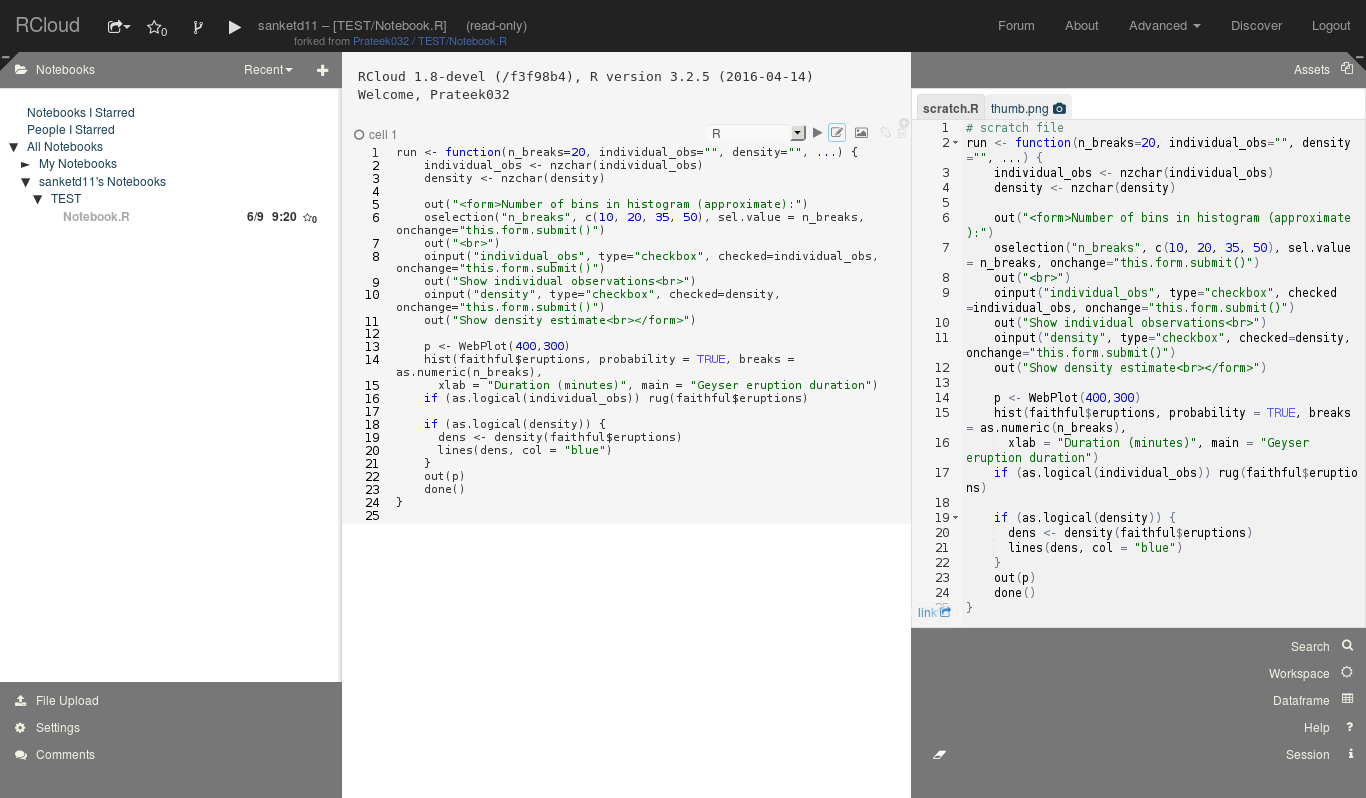 RCloud
0
sanketd11 – [TEST/Notebook.R] (read-only)
forked from Prateek032 / TEST/Notebook.R
Forum
About
Advanced
Discover
Logout
Notebooks
Recent
Notebooks I Starred
People I Starred
All Notebooks
My Notebooks
sanketd11's Notebooks
TEST
Notebook.R 6/9 9:20 0
File Upload
Settings
Comments
RCloud 1.8-devel (/f3f98b4), R version 3.2.5 (2016-04-14)
Welcome, Prateek032
cell 1
R
1 run <- function(n_breaks=20, individual_obs="", density="", ...) {
2 individual_obs <- nzchar(individual_obs)
3 density <- nzchar(density)
4
5 out("<form>Number of bins in histogram (approximate):")
6 oselection("n_breaks", c(10, 20, 35, 50), sel.value = n_breaks,
onchange="this.form.submit()")
7 out("<br>")
8 oinput("individual_obs", type="checkbox", checked=individual_obs,
onchange="this.form.submit()")
9 out("Show individual observations<br>")
10 oinput("density", type="checkbox", checked=density,
onchange="this.form.submit()")
11 out("Show density estimate<br></form>")
12
13 p <- WebPlot(400,300)
14 hist(faithful$eruptions, probability = TRUE, breaks =
as.numeric(n_breaks),
15 xlab = "Duration (minutes)", main = "Geyser eruption duration")
16 if (as.logical(individual_obs)) rug(faithful$eruptions)
17
18 if (as.logical(density)) {
19 dens <- density(faithful$eruptions)
20 lines(dens, col = "blue")
21 }
22 out(p)
23 done()
24 }
25
Assets
scratch.R
thumb.png
1 # scratch file
2 run <- function(n_breaks=20, individual_obs="", density
="", ...) {
3 individual_obs <- nzchar(individual_obs)
4 density <- nzchar(density)
5
6 out("<form>Number of bins in histogram (approximate
):")
7 oselection("n_breaks", c(10, 20, 35, 50), sel.value
= n_breaks, onchange="this.form.submit()")
8 out("<br>")
9 oinput("individual_obs", type="checkbox", checked
=individual_obs, onchange="this.form.submit()")
10 out("Show individual observations<br>")
11 oinput("density", type="checkbox", checked=density,
onchange="this.form.submit()")
12 out("Show density estimate<br></form>")
13
14 p <- WebPlot(400,300)
15 hist(faithful$eruptions, probability = TRUE, breaks
= as.numeric(n_breaks),
16 xlab = "Duration (minutes)", main = "Geyser
eruption duration")
17 if (as.logical(individual_obs)) rug(faithful$eruptio
ns)
18
19 if (as.logical(density)) {
20 dens <- density(faithful$eruptions)
21 lines(dens, col = "blue")
22 }
23 out(p)
24 done()
25 }
link
Search
Workspace
Dataframe
Help
Session